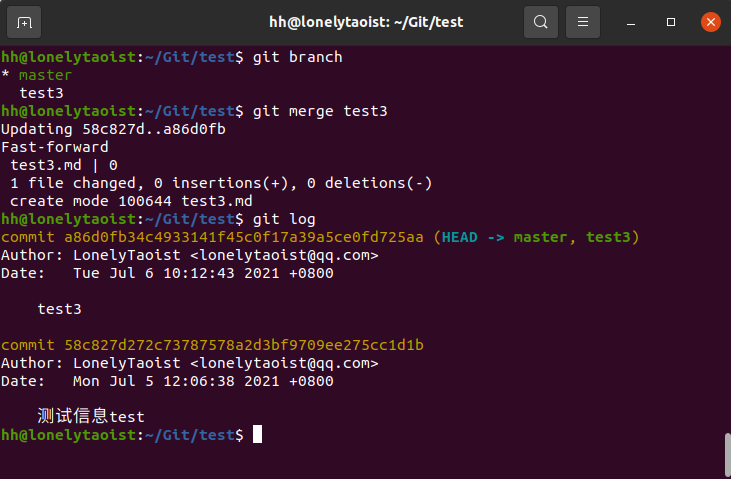 hh@lonelytaoist: ~/Git/test
hh@lonelytaoist:~/Git/test$ git branch
* master
  test3
hh@lonelytaoist:~/Git/test$ git merge test3
Updating 58c827d..a86d0fb
Fast-forward
 test3.md | 0
 1 file changed, 0 insertions(+), 0 deletions(-)
 create mode 100644 test3.md
hh@lonelytaoist:~/Git/test$ git log
commit a86d0fb34c4933141f45c0f17a39a5ce0fd725aa (HEAD -> master, test3)
Author: LonelyTaoist <lonelytaoist@qq.com>
Date:   Tue Jul 6 10:12:43 2021 +0800
    test3
commit 58c827d272c73787578a2d3bf9709ee275cc1d1b
Author: LonelyTaoist <lonelytaoist@qq.com>
Date:   Mon Jul 5 12:06:38 2021 +0800
    测试信息test
hh@lonelytaoist:~/Git/test$